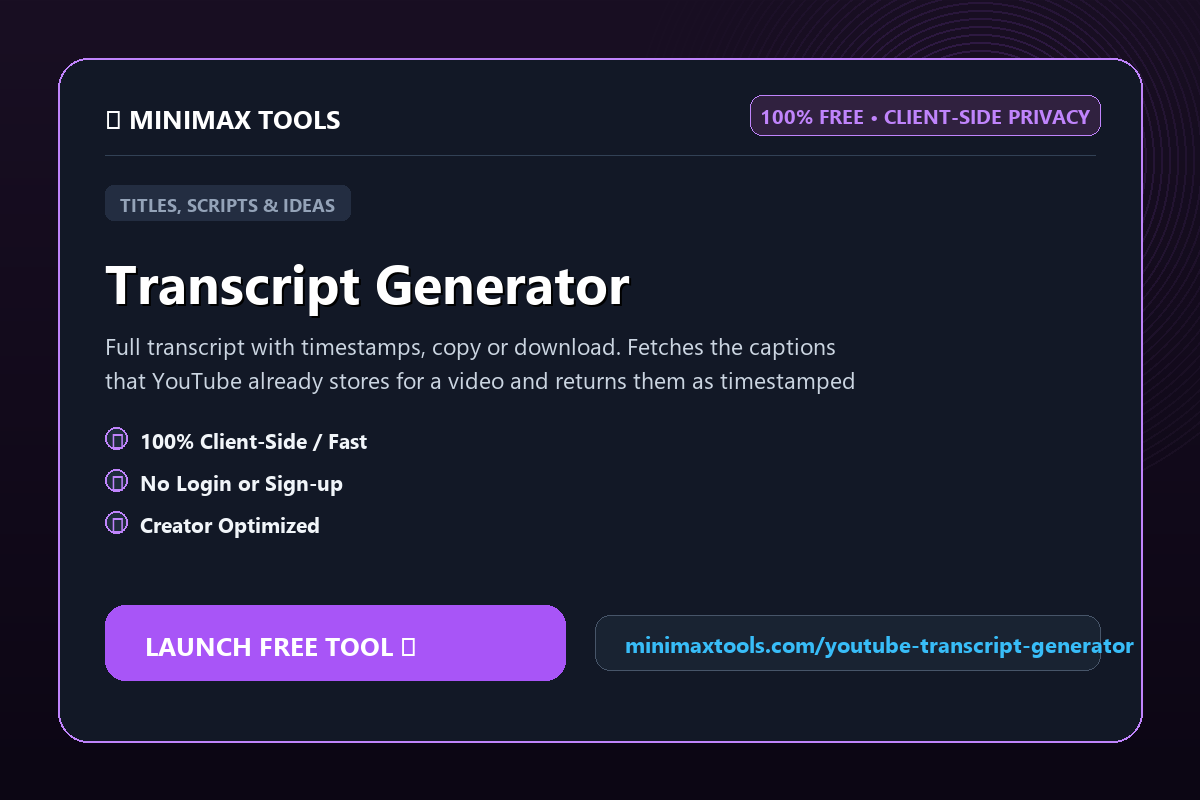 MINIMAX TOOLS
100% FREE • CLIENT-SIDE PRIVACY
TITLES, SCRIPTS & IDEAS
Transcript Generator
Full transcript with timestamps, copy or download. Fetches the captions
that YouTube already stores for a video and returns them as timestamped
100% Client-Side / Fast
No Login or Sign-up
Creator Optimized
LAUNCH FREE TOOL
minimaxtools.com/youtube-transcript-generator